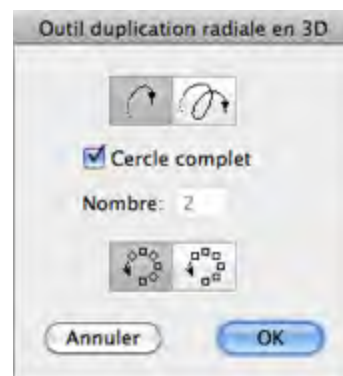 Outil duplication radiale en 3D
Cercle complet
Nombre: 2
Annuler OK